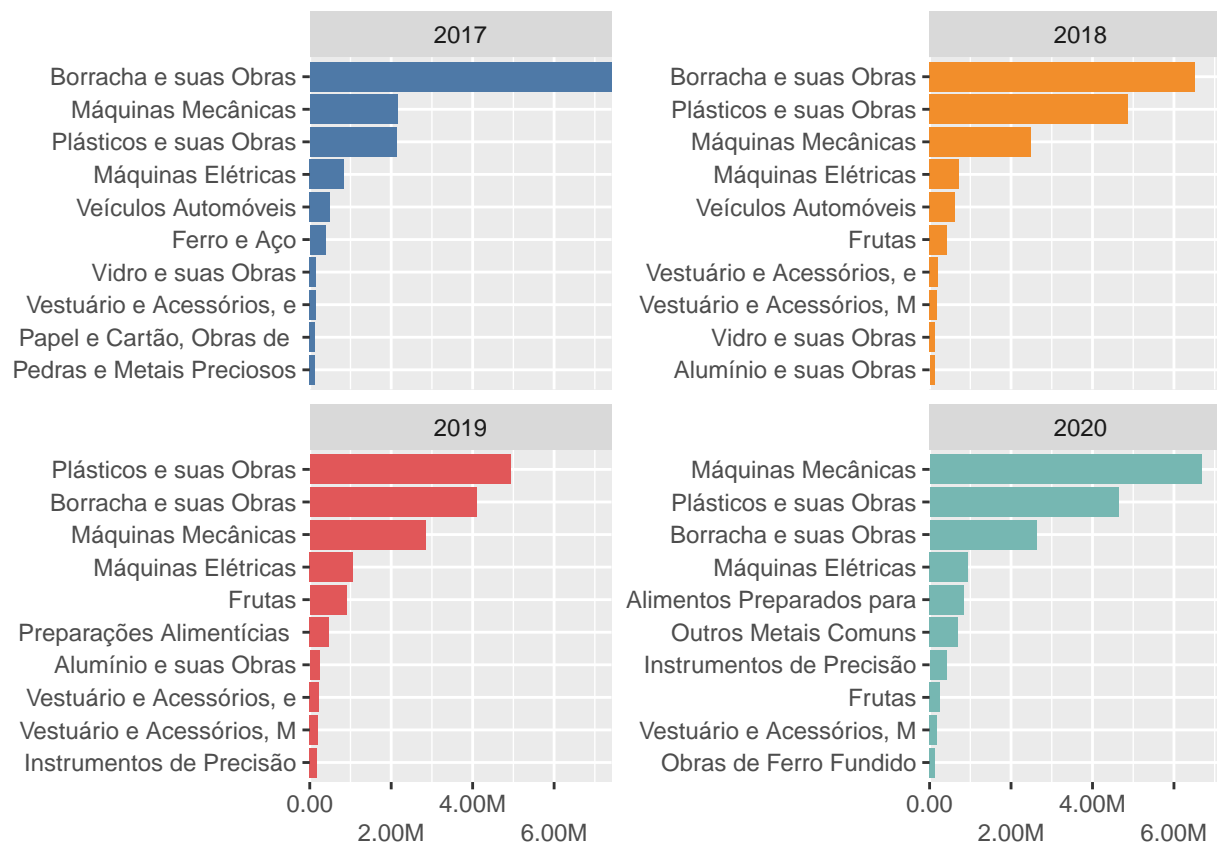 2017
Borracha e suas Obras
Máquinas Mecânicas
Plásticos e suas Obras
Máquinas Elétricas
Veículos Automóveis
Ferro e Aço
Vidro e suas Obras
Vestuário e Acessórios, e
Papel e Cartão, Obras de
Pedras e Metais Preciosos
2018
Borracha e suas Obras
Plásticos e suas Obras
Máquinas Mecânicas
Máquinas Elétricas
Veículos Automóveis
Frutas
Vestuário e Acessórios, e
Vestuário e Acessórios, M
Vidro e suas Obras
Alumínio e suas Obras
2019
Plásticos e suas Obras
Borracha e suas Obras
Máquinas Mecânicas
Máquinas Elétricas
Frutas
Preparações Alimentícias
Alumínio e suas Obras
Vestuário e Acessórios, e
Vestuário e Acessórios, M
Instrumentos de Precisão
0.00 4.00M
2.00M 6.00M
2020
Máquinas Mecânicas
Plásticos e suas Obras
Borracha e suas Obras
Máquinas Elétricas
Alimentos Preparados para
Outros Metais Comuns
Instrumentos de Precisão
Frutas
Vestuário e Acessórios, M
Obras de Ferro Fundido
0.00 4.00M
2.00M 6.00M